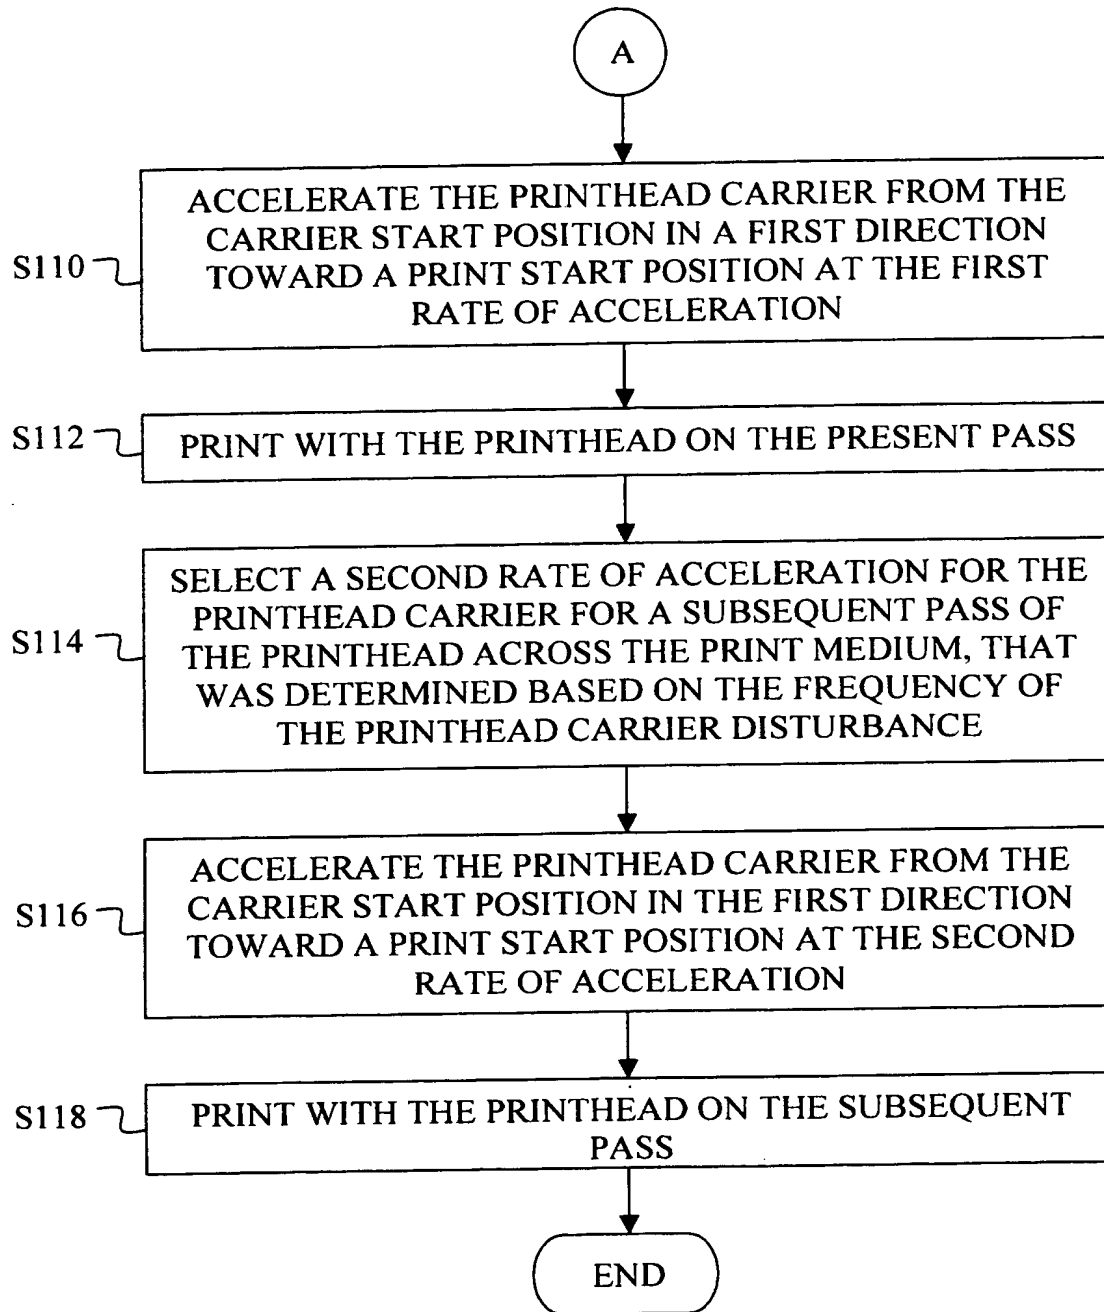 A
ACCELERATE THE PRINTHEAD CARRIER FROM THE
CARRIER START POSITION IN A FIRST DIRECTION
S110
TOWARD A PRINT START POSITION AT THE FIRST
RATE OF ACCELERATION
S112
PRINT WITH THE PRINTHEAD ON THE PRESENT PASS
SELECT A SECOND RATE OF ACCELERATION FOR THE
PRINTHEAD CARRIER FOR A SUBSEQUENT PASS OF
S114
THE PRINTHEAD ACROSS THE PRINT MEDIUM, THAT
WAS DETERMINED BASED ON THE FREQUENCY OF
THE PRINTHEAD CARRIER DISTURBANCE
ACCELERATE THE PRINTHEAD CARRIER FROM THE
S116
CARRIER START POSITION IN THE FIRST DIRECTION
TOWARD A PRINT START POSITION AT THE SECOND
RATE OF ACCELERATION
S118
PRINT WITH THE PRINTHEAD ON THE SUBSEQUENT
PASS
END